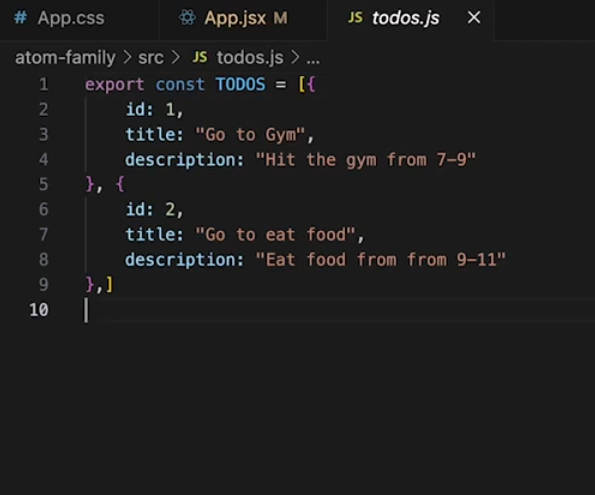 # App.css
App.jsx M
JS todos.js ×
atom-family > src > JS todos.js > ...
1 export const TODOS = [{
2     id: 1,
3     title: "Go to Gym",
4     description: "Hit the gym from 7-9"
5 }, {
6     id: 2,
7     title: "Go to eat food",
8     description: "Eat food from from 9-11"
9 },]
10